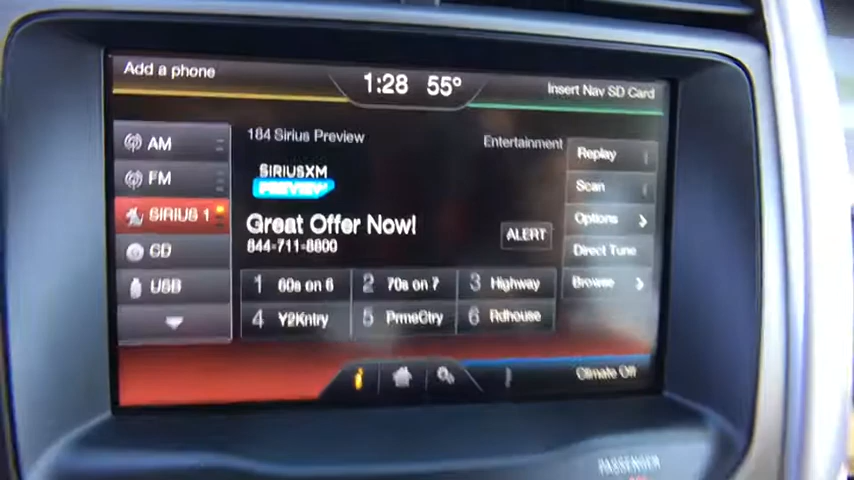 Add a phone
1:28 55°
Insert Nav SD Card
184 Sirius Preview
Entertainment
AM
FM
SIRIUS 1
CD
USB
SIRIUSXM
PREVIEW
Great Offer Now!
844-711-8800
ALERT
Replay
Scan
Options
Direct Tune
Browse
1 60s on 6
2 70s on 7
3 Highway
4 Y2Kntry
5 PrmeCtry
6 Rdhouse
i
Climate Off
PASSENGER